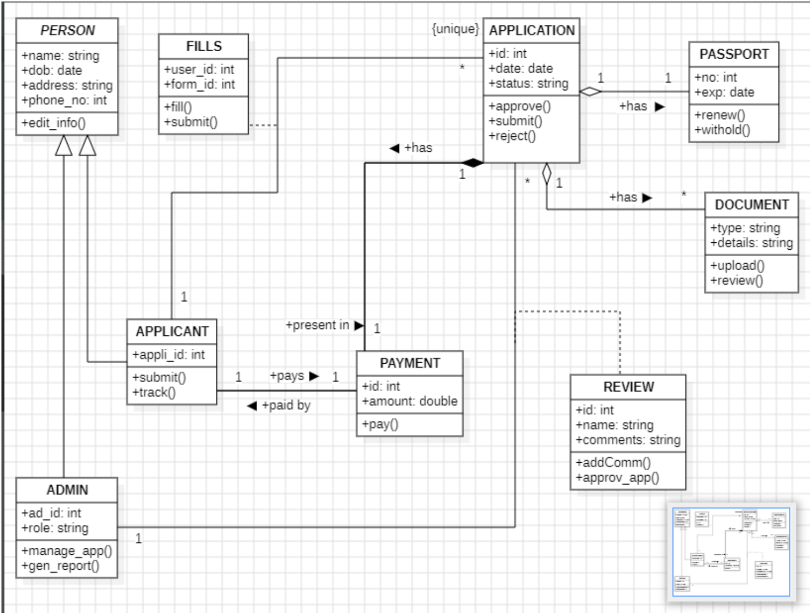 PERSON
+name: string
+dob: date
+address: string
+phone_no: int
+edit_info()
FILLS
+user_id: int
+form_id: int
+fill()
+submit()
{unique}
*
APPLICATION
+id: int
+date: date
+status: string
+approve()
+submit()
+reject()
1
1
+has ►
PASSPORT
+no: int
+exp: date
+renew()
+withold()
◄ +has
1
*
1
+has ►
*
DOCUMENT
+type: string
+details: string
+upload()
+review()
1
APPLICANT
+appli_id: int
+submit()
+track()
+present in ►
1
1
+pays ►
1
◄ +paid by
PAYMENT
+id: int
+amount: double
+pay()
REVIEW
+id: int
+name: string
+comments: string
+addComm()
+approv_app()
ADMIN
+ad_id: int
+role: string
+manage_app()
+gen_report()
1